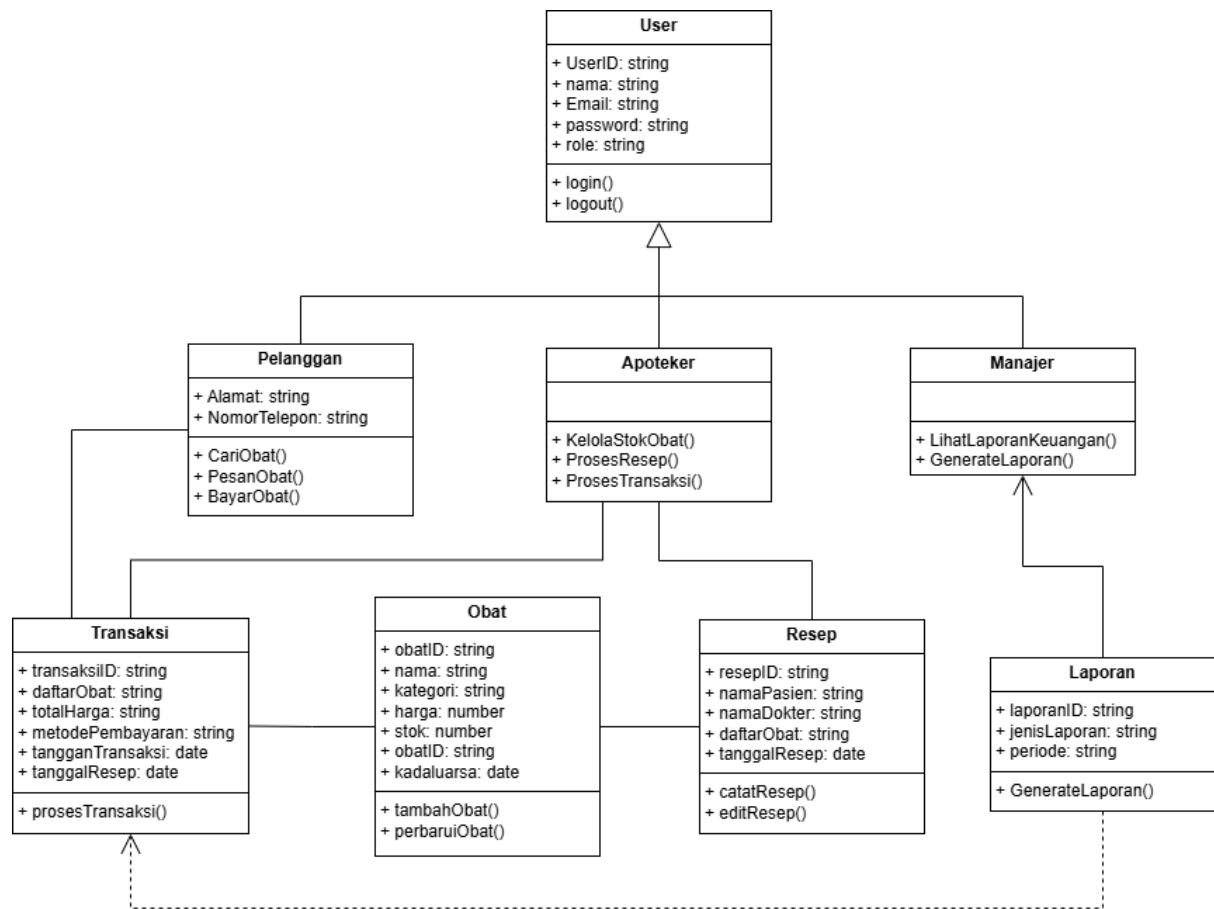 User
+ UserID: string
+ nama: string
+ Email: string
+ password: string
+ role: string
+ login()
+ logout()
Pelanggan
+ Alamat: string
+ NomorTelepon: string
+ CariObat()
+ PesanObat()
+ BayarObat()
Apoteker
+ KelolaStokObat()
+ ProsesResep()
+ ProsesTransaksi()
Manajer
+ LihatLaporanKeuangan()
+ GenerateLaporan()
Transaksi
+ transaksiID: string
+ daftarObat: string
+ totalHarga: string
+ metodePembayaran: string
+ tangganTransaksi: date
+ tanggalResep: date
+ prosesTransaksi()
Obat
+ obatID: string
+ nama: string
+ kategori: string
+ harga: number
+ stok: number
+ obatID: string
+ kadaluarsa: date
+ tambahObat()
+ perbaruiObat()
Resep
+ resepID: string
+ namaPasien: string
+ namaDokter: string
+ daftarObat: string
+ tanggalResep: date
+ catatResep()
+ editResep()
Laporan
+ laporanID: string
+ jenisLaporan: string
+ periode: string
+ GenerateLaporan()